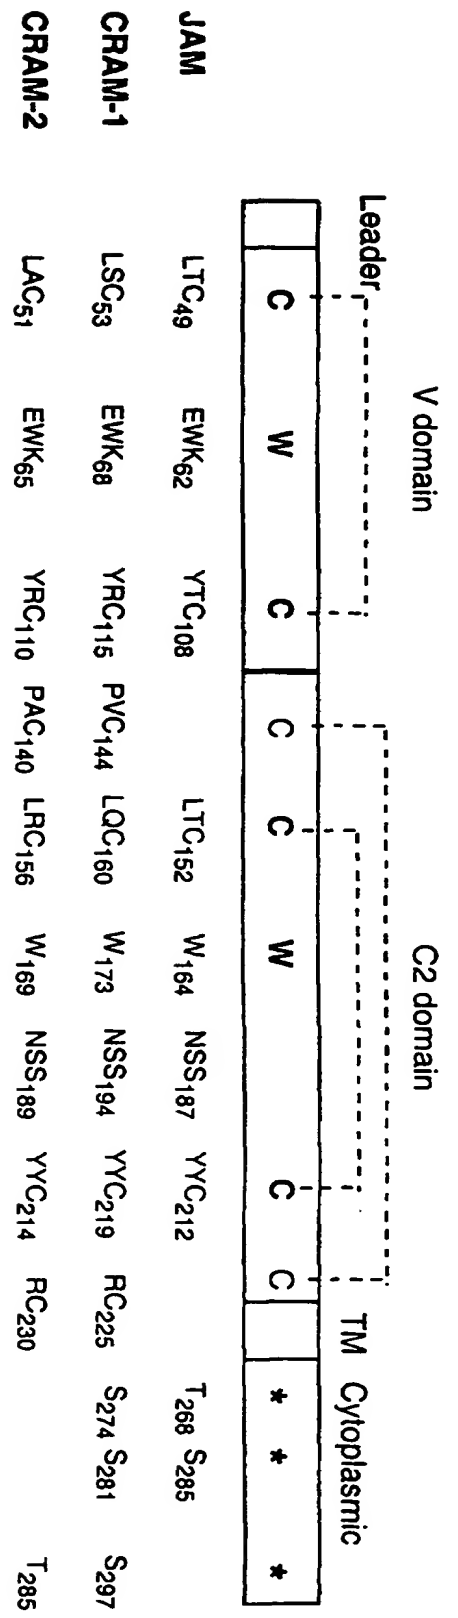 V domain C2 domain
Leader TM Cytoplasmic
C W C C C W C C * * *
JAM LTC49 EWK62 YTC108 LTC152 W164 NSS187 YYC212 T268 S285
CRAM-1 LSC53 EWK68 YRC115 PVC144 LQC160 W173 NSS194 YYC219 RC225 S274 S281 S297
CRAM-2 LAC51 EWK65 YRC110 PAC140 LRC156 W169 NSS189 YYC214 RC230 T285